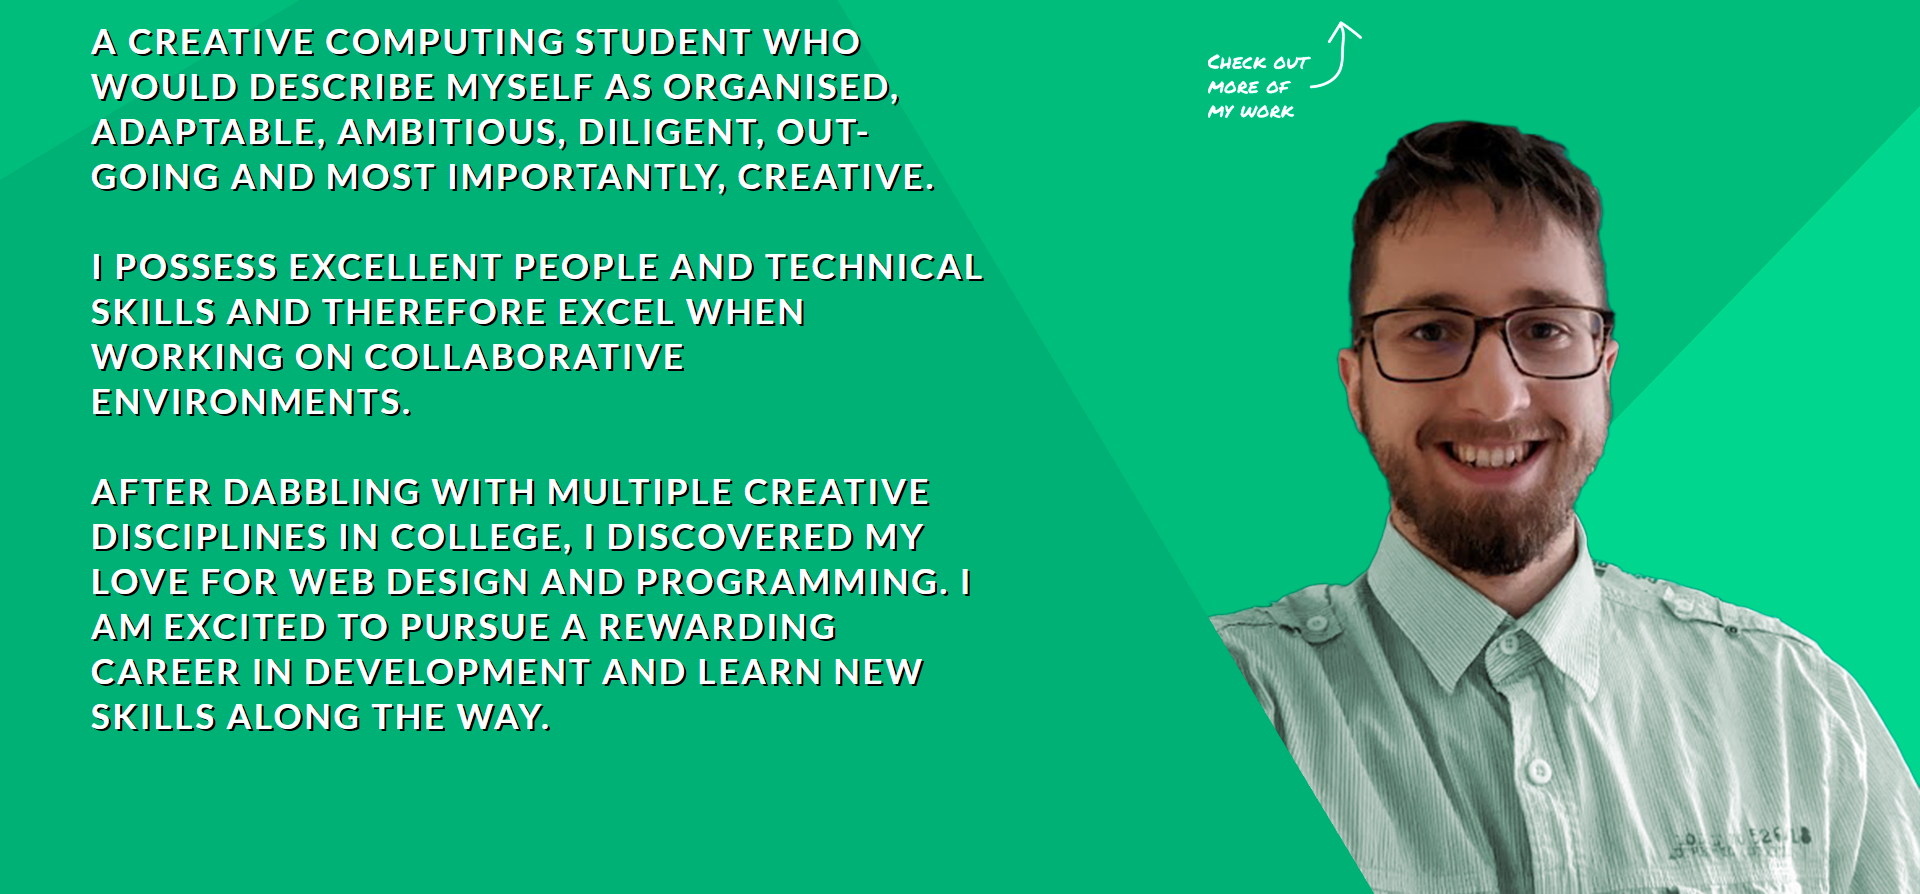 A CREATIVE COMPUTING STUDENT WHO
WOULD DESCRIBE MYSELF AS ORGANISED,
ADAPTABLE, AMBITIOUS, DILIGENT, OUT-
GOING AND MOST IMPORTANTLY, CREATIVE.
I POSSESS EXCELLENT PEOPLE AND TECHNICAL
SKILLS AND THEREFORE EXCEL WHEN
WORKING ON COLLABORATIVE
ENVIRONMENTS.
AFTER DABBLING WITH MULTIPLE CREATIVE
DISCIPLINES IN COLLEGE, I DISCOVERED MY
LOVE FOR WEB DESIGN AND PROGRAMMING. I
AM EXCITED TO PURSUE A REWARDING
CAREER IN DEVELOPMENT AND LEARN NEW
SKILLS ALONG THE WAY.
CHECK OUT
MORE OF
MY WORK